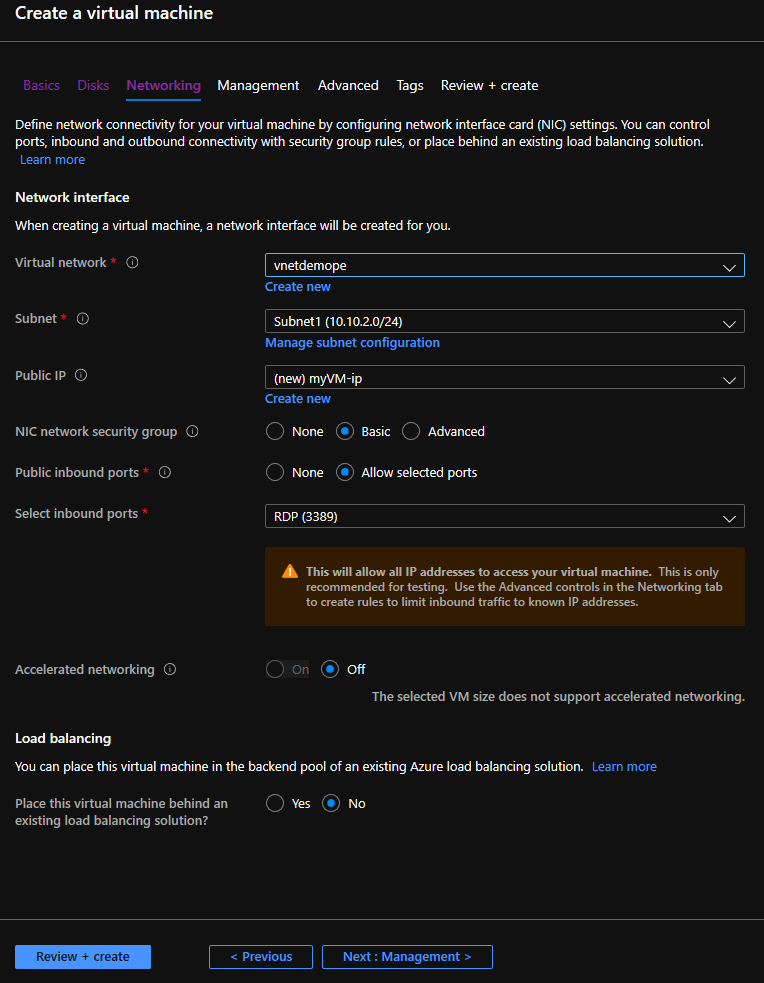 Create a virtual machine
Basics Disks Networking Management Advanced Tags Review + create
Define network connectivity for your virtual machine by configuring network interface card (NIC) settings. You can control
ports, inbound and outbound connectivity with security group rules, or place behind an existing load balancing solution.
Learn more
Network interface
When creating a virtual machine, a network interface will be created for you.
Virtual network * vnetdemope
Create new
Subnet * Subnet1 (10.10.2.0/24)
Manage subnet configuration
Public IP (new) myVM-ip
Create new
NIC network security group None Basic Advanced
Public inbound ports * None Allow selected ports
Select inbound ports * RDP (3389)
This will allow all IP addresses to access your virtual machine. This is only
recommended for testing. Use the Advanced controls in the Networking tab
to create rules to limit inbound traffic to known IP addresses.
Accelerated networking On Off
The selected VM size does not support accelerated networking.
Load balancing
You can place this virtual machine in the backend pool of an existing Azure load balancing solution. Learn more
Place this virtual machine behind an Yes No
existing load balancing solution?
Review + create < Previous Next : Management >